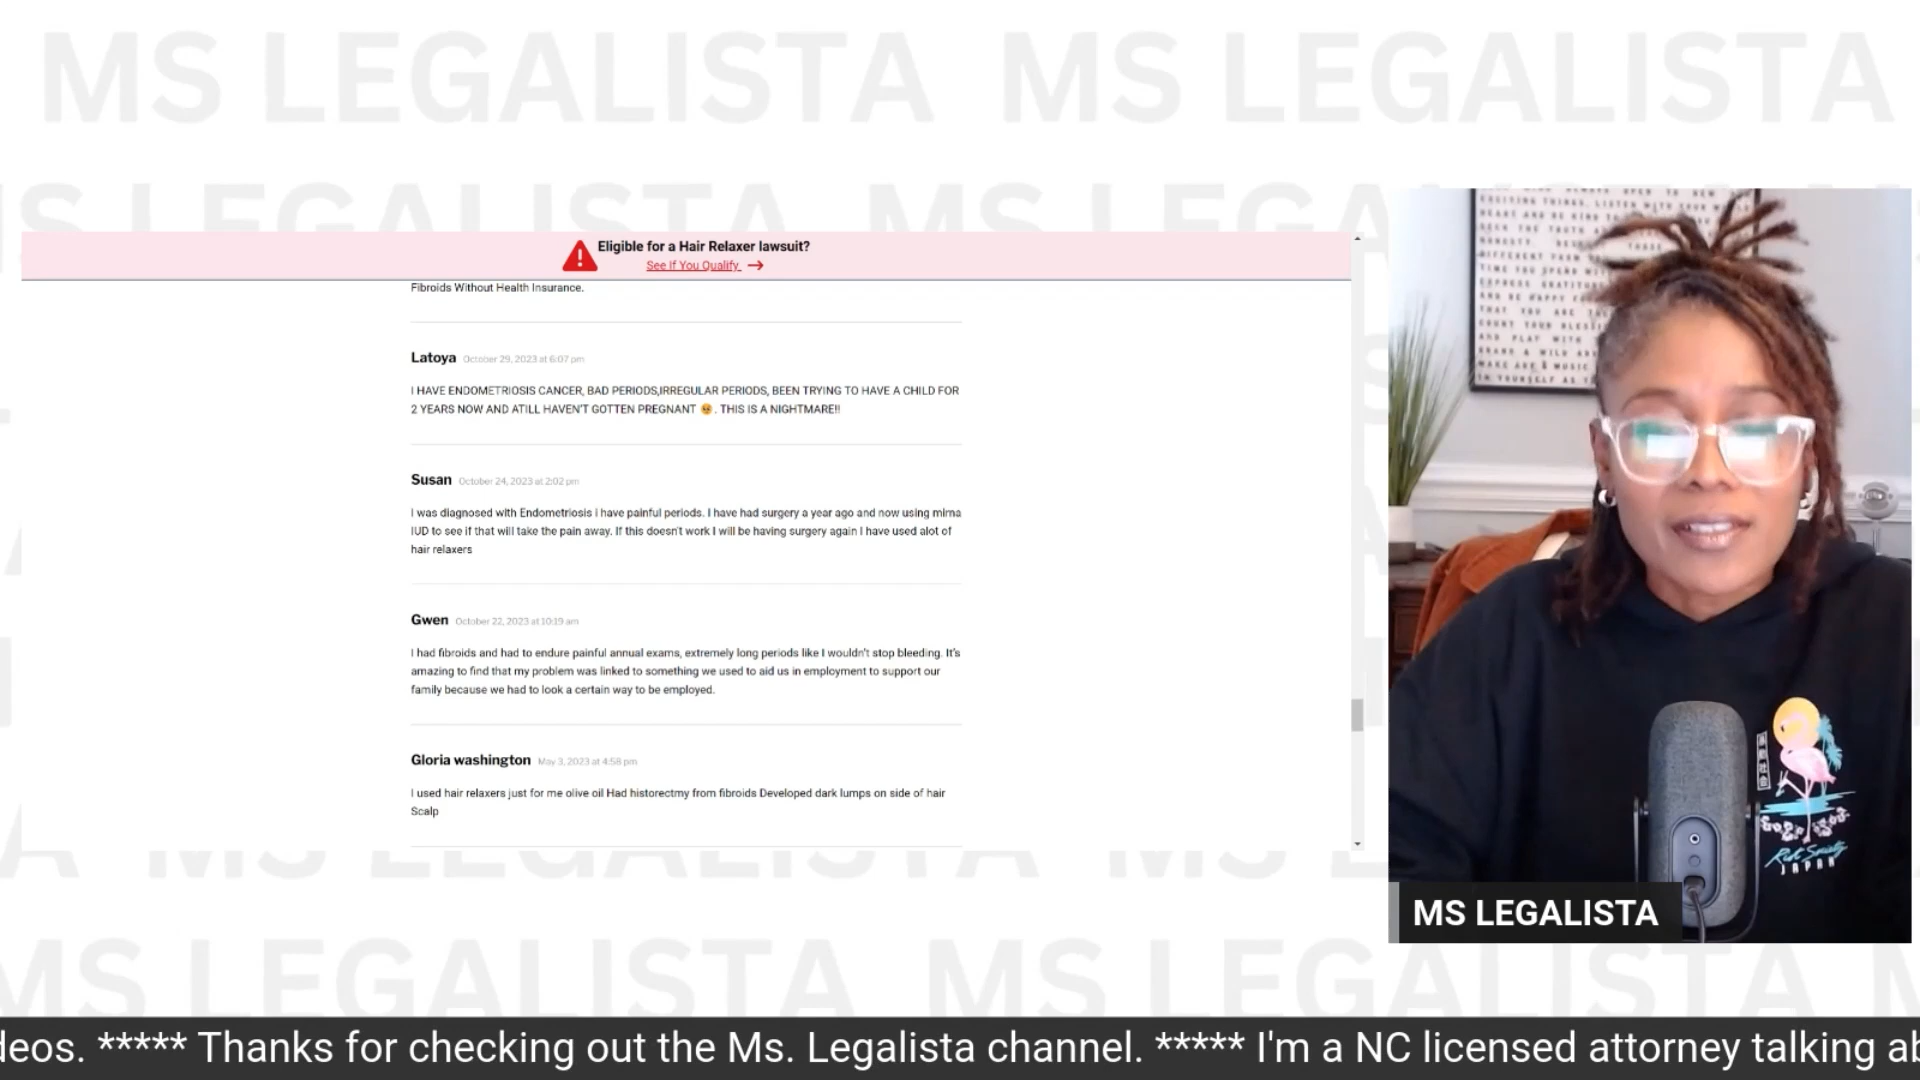 MS LEGALISTA MS LEGALISTA
MS LEGALISTA MS LEGA
Eligible for a Hair Relaxer lawsuit?
See If You Qualify →
Fibroids Without Health Insurance.
Latoya October 29, 2023 at 6:07 pm
I HAVE ENDOMETRIOSIS CANCER, BAD PERIODS,IRREGULAR PERIODS, BEEN TRYING TO HAVE A CHILD FOR
2 YEARS NOW AND ATILL HAVEN'T GOTTEN PREGNANT 😡. THIS IS A NIGHTMARE!!
Susan October 24, 2023 at 2:02 pm
I was diagnosed with Endometriosis i have painful periods. I have had surgery a year ago and now using mirna
IUD to see if that will take the pain away. If this doesn't work I will be having surgery again I have used alot of
hair relaxers
Gwen October 22, 2023 at 10:19 am
I had fibroids and had to endure painful annual exams, extremely long periods like I wouldn't stop bleeding. It's
amazing to find that my problem was linked to something we used to aid us in employment to support our
family because we had to look a certain way to be employed.
Gloria washington May 3, 2023 at 4:58 pm
I used hair relaxers just for me olive oil Had historectmy from fibroids Developed dark lumps on side of hair
Scalp
JAPAN
MS LEGALISTA
MS LEGALISTA MS LEGALISTA
deos. ***** Thanks for checking out the Ms. Legalista channel. ***** I'm a NC licensed attorney talking ab